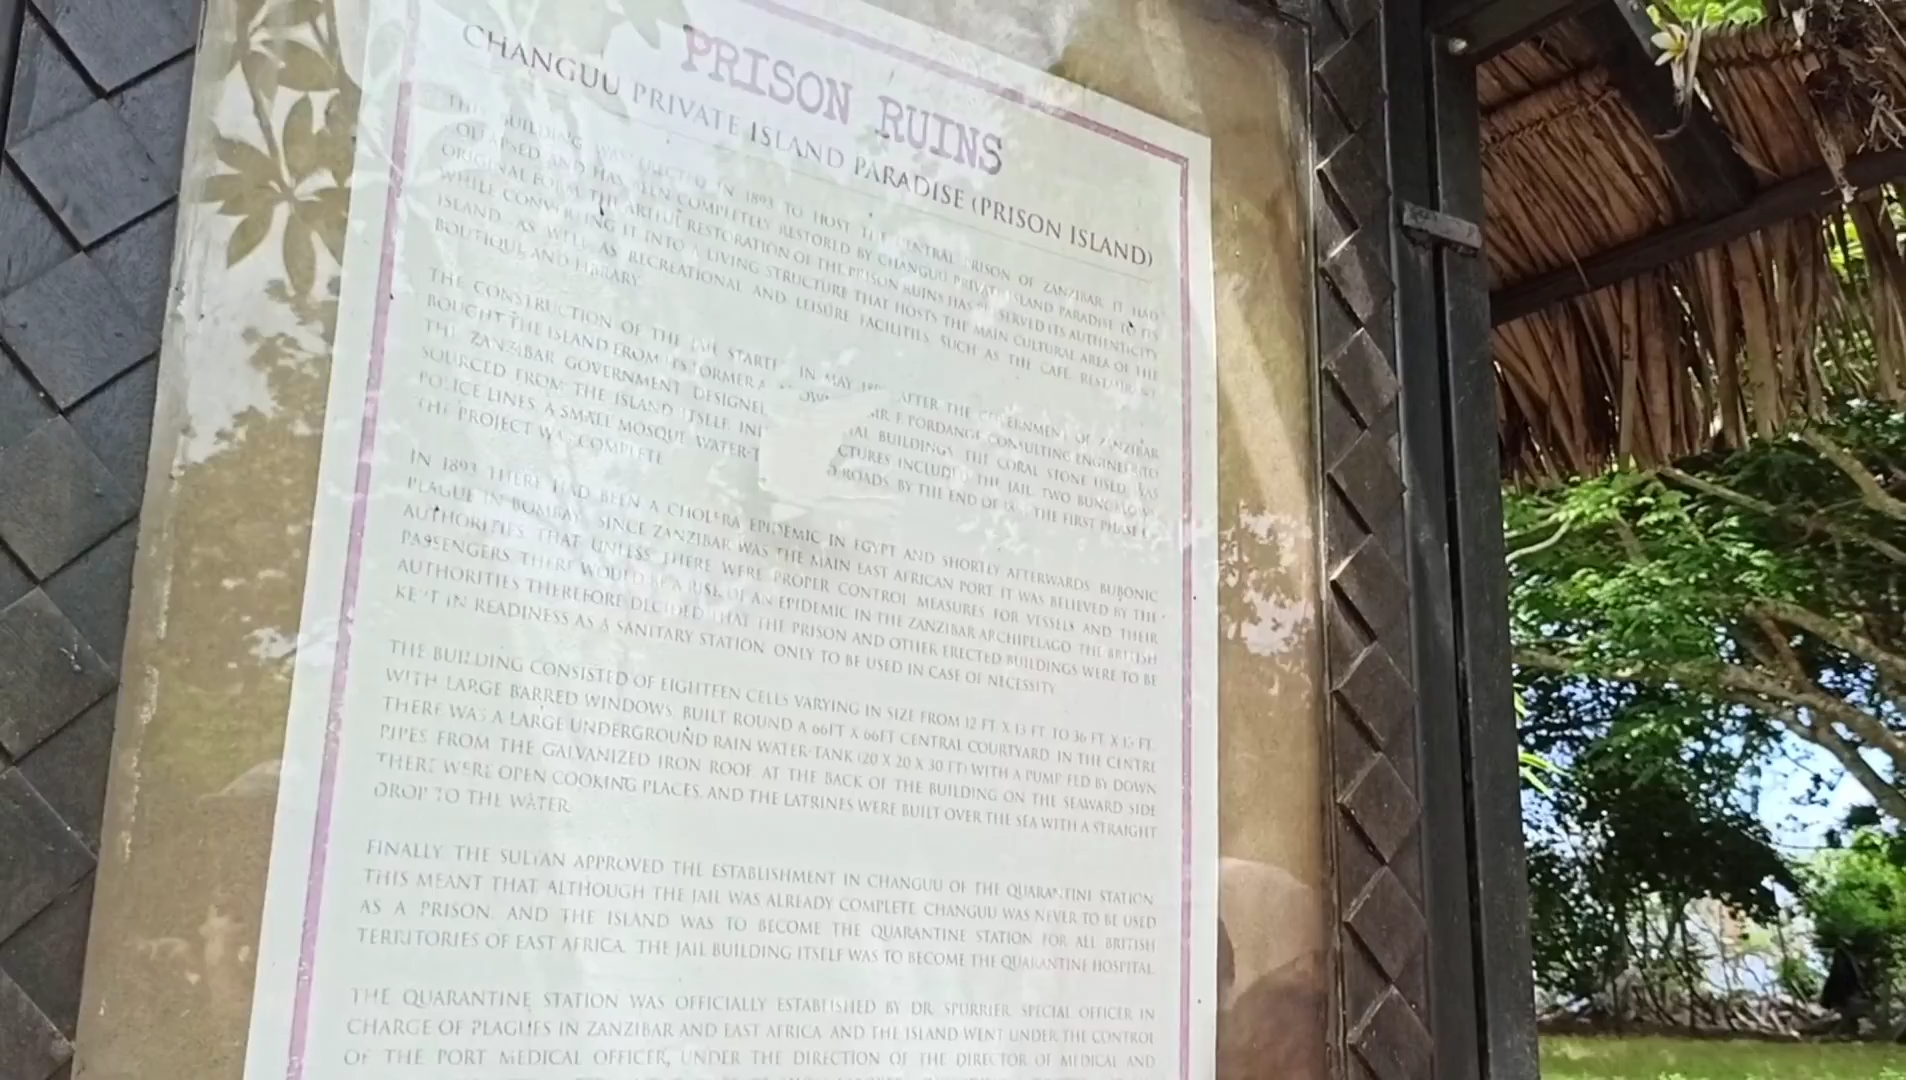 PRISON RUINS
CHANGUU PRIVATE ISLAND PARADISE (PRISON ISLAND)
THIS BUILDING WAS ERECTED IN 1893 TO HOST THE CENTRAL PRISON OF ZANZIBAR. IT HAD
COLLAPSED AND HAS BEEN COMPLETELY RESTORED BY CHANGUU PRIVATE ISLAND PARADISE TO ITS
ORIGINAL FORM. THE ARTFUL RESTORATION OF THE PRISON RUINS HAS PRESERVED ITS AUTHENTICITY
WHILE CONVERTING IT INTO A LIVING STRUCTURE THAT HOSTS THE MAIN CULTURAL AREA OF THE
ISLAND, AS WELL AS RECREATIONAL AND LEISURE FACILITIES, SUCH AS THE CAFE, RESTAURANT,
BOUTIQUE AND LIBRARY.
THE CONSTRUCTION OF THE JAIL STARTED IN MAY AFTER THE GOVERNMENT OF ZANZIBAR
BOUGHT THE ISLAND FROM ITS FORMER F. PORDANGE CONSULTING ENGINEER TO
THE ZANZIBAR GOVERNMENT, DESIGNED BUILDINGS. THE CORAL STONE USED WAS
SOURCED FROM THE ISLAND ITSELF. INCLUDED THE JAIL, TWO BUNGALOWS,
POLICE LINES, A SMALL MOSQUE, ROADS. BY THE END OF THE FIRST PHASE OF
THE PROJECT WAS COMPLETE.
IN 1893 THERE HAD BEEN A CHOLERA EPIDEMIC IN EGYPT AND SHORTLY AFTERWARDS, BUBONIC
PLAGUE IN BOMBAY. SINCE ZANZIBAR WAS THE MAIN EAST AFRICAN PORT, IT WAS BELIEVED BY THE
AUTHORITIES THAT UNLESS THERE WERE PROPER CONTROL MEASURES FOR VESSELS AND THEIR
PASSENGERS THERE WOULD BE A RISK OF AN EPIDEMIC IN THE ZANZIBAR ARCHIPELAGO. THE BRITISH
AUTHORITIES THEREFORE DECIDED THAT THE PRISON AND OTHER ERECTED BUILDINGS WERE TO BE
KEPT IN READINESS AS A SANITARY STATION ONLY TO BE USED IN CASE OF NECESSITY.
THE BUILDING CONSISTED OF EIGHTEEN CELLS VARYING IN SIZE FROM 12 FT. X 13 FT. TO 36 FT. X 13 FT.
WITH LARGE BARRED WINDOWS, BUILT ROUND A 66FT X 66FT CENTRAL COURTYARD. IN THE CENTRE
THERE WAS A LARGE UNDERGROUND RAIN WATER-TANK (20 X 20 X 30 FT) WITH A PUMP FED BY DOWN
PIPES FROM THE GALVANIZED IRON ROOF. AT THE BACK OF THE BUILDING ON THE SEAWARD SIDE
THERE WERE OPEN COOKING PLACES, AND THE LATRINES WERE BUILT OVER THE SEA WITH A STRAIGHT
DROP TO THE WATER.
FINALLY, THE SULTAN APPROVED THE ESTABLISHMENT IN CHANGUU OF THE QUARANTINE STATION.
THIS MEANT THAT ALTHOUGH THE JAIL WAS ALREADY COMPLETE, CHANGUU WAS NEVER TO BE USED
AS A PRISON, AND THE ISLAND WAS TO BECOME THE QUARANTINE STATION FOR ALL BRITISH
TERRITORIES OF EAST AFRICA. THE JAIL BUILDING ITSELF WAS TO BECOME THE QUARANTINE HOSPITAL.
THE QUARANTINE STATION WAS OFFICIALLY ESTABLISHED BY DR. SPURRIER, SPECIAL OFFICER IN
CHARGE OF PLAGUES IN ZANZIBAR AND EAST AFRICA AND THE ISLAND WENT UNDER THE CONTROL
OF THE PORT MEDICAL OFFICER, UNDER THE DIRECTION OF THE DIRECTOR OF MEDICAL AND